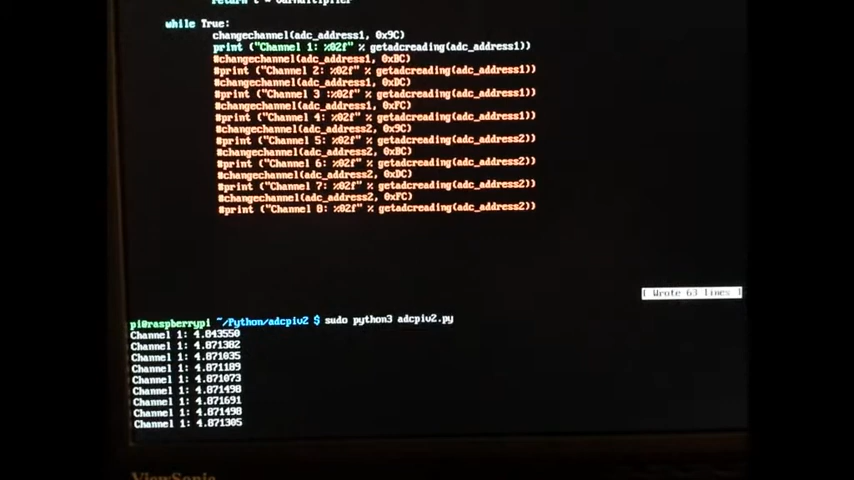 return t * varMultiplier
while True:
changechannel(adc_address1, 0x9C)
print ("Channel 1: %02f" % getadcreading(adc_address1))
#changechannel(adc_address1, 0xBC)
#print ("Channel 2: %02f" % getadcreading(adc_address1))
#changechannel(adc_address1, 0xDC)
#print ("Channel 3 :%02f" % getadcreading(adc_address1))
#changechannel(adc_address1, 0xFC)
#print ("Channel 4: %02f" % getadcreading(adc_address1))
#changechannel(adc_address2, 0x9C)
#print ("Channel 5: %02f" % getadcreading(adc_address2))
#changechannel(adc_address2, 0xBC)
#print ("Channel 6: %02f" % getadcreading(adc_address2))
#changechannel(adc_address2, 0xDC)
#print ("Channel 7: %02f" % getadcreading(adc_address2))
#changechannel(adc_address2, 0xFC)
#print ("Channel 8: %02f" % getadcreading(adc_address2))
[ Wrote 63 lines ]
pi@raspberrypi ~/Python/adcpiv2 $ sudo python3 adcpiv2.py
Channel 1: 4.843550
Channel 1: 4.871382
Channel 1: 4.871035
Channel 1: 4.871189
Channel 1: 4.871073
Channel 1: 4.871498
Channel 1: 4.871691
Channel 1: 4.871498
Channel 1: 4.871305
ViewSonic